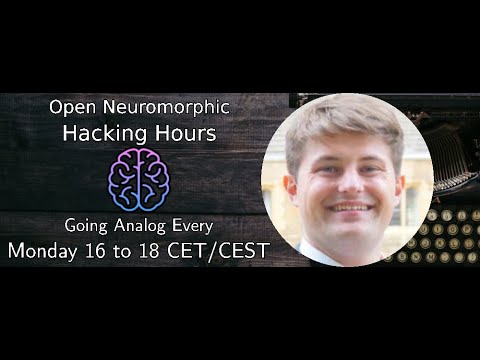 Open Neuromorphic
Hacking Hours
Going Analog Every
Monday 16 to 18 CET/CEST